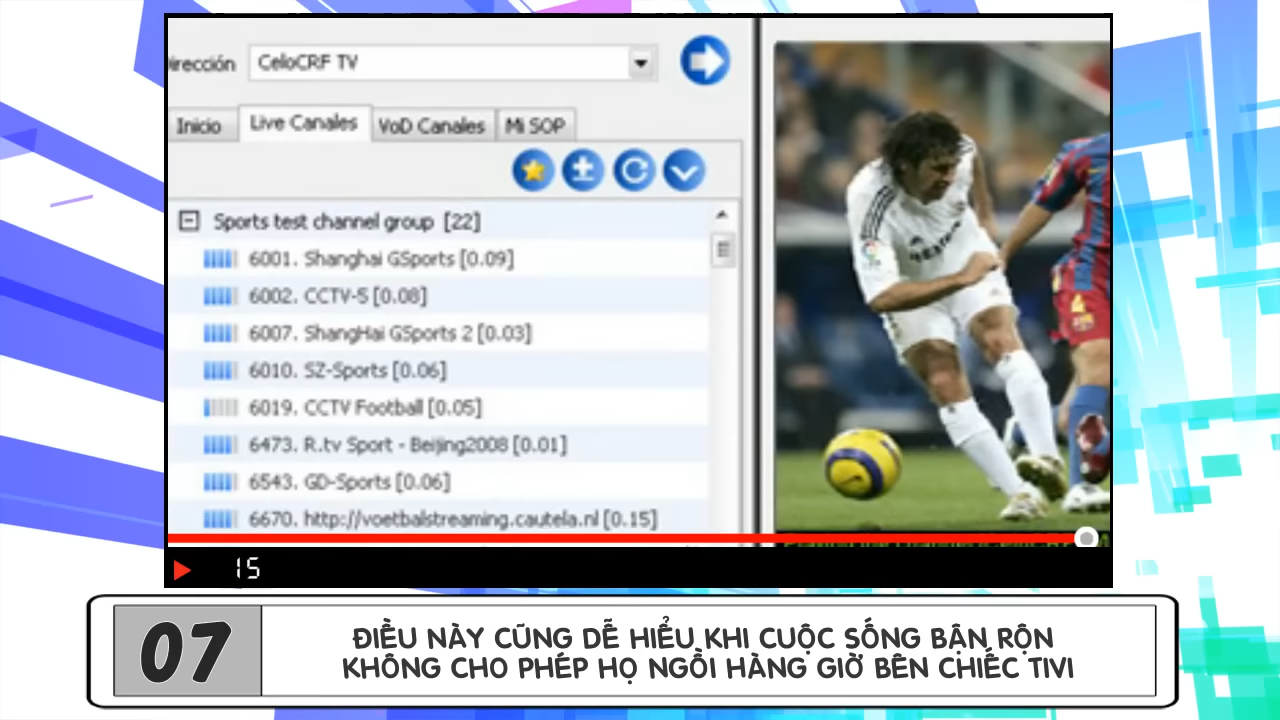 irección
CeloCRF TV
Inicio
Live Canales
VoD Canales
Mi SOP
Sports test channel group [22]
6001. Shanghai GSports [0.09]
6002. CCTV-5 [0.08]
6007. ShangHai GSports 2 [0.03]
6010. SZ-Sports [0.06]
6019. CCTV Football [0.05]
6473. R.tv Sport - Beijing2008 [0.01]
6543. GD-Sports [0.06]
6670. http://voetbalstreaming.cautela.nl [0.15]
15
07
ĐIỀU NÀY CŨNG DỄ HIỂU KHI CUỘC SỐNG BẬN RỘN
KHÔNG CHO PHÉP HỌ NGỒI HÀNG GIỜ BÊN CHIẾC TIVI